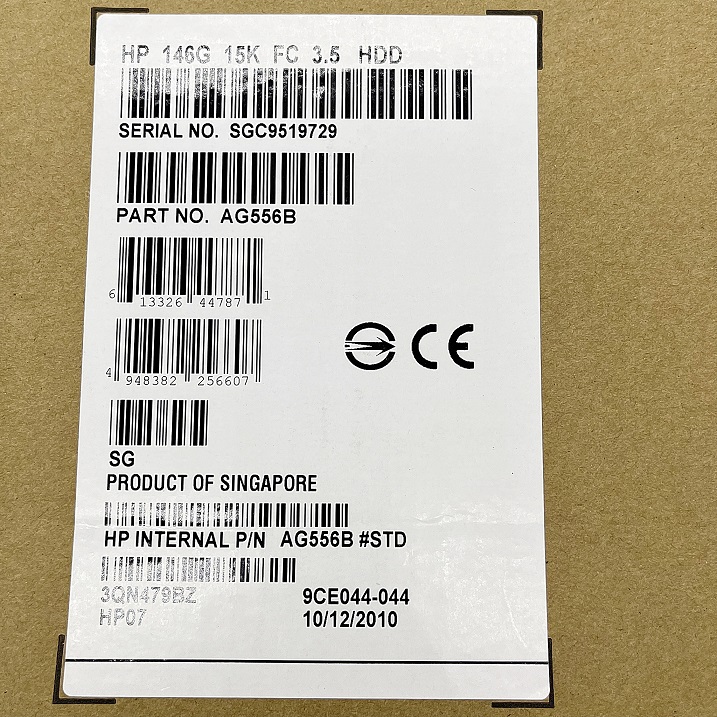 HP 146G 15K FC 3.5 HDD
SERIAL NO. SGC9519729
PART NO. AG556B
6 13326 44787 1
4 948382 256607
CE
SG
PRODUCT OF SINGAPORE
HP INTERNAL P/N AG556B #STD
3QN479BZ 9CE044-044
HP07 10/12/2010